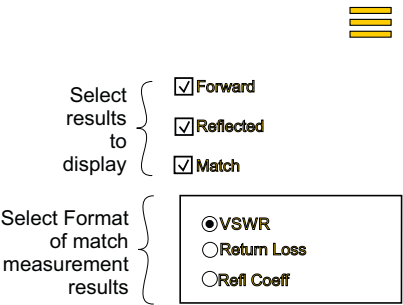 Select
results
to
display
Forward
Reflected
Match
Select Format
of match
measurement
results
VSWR
Return Loss
Refl Coeff